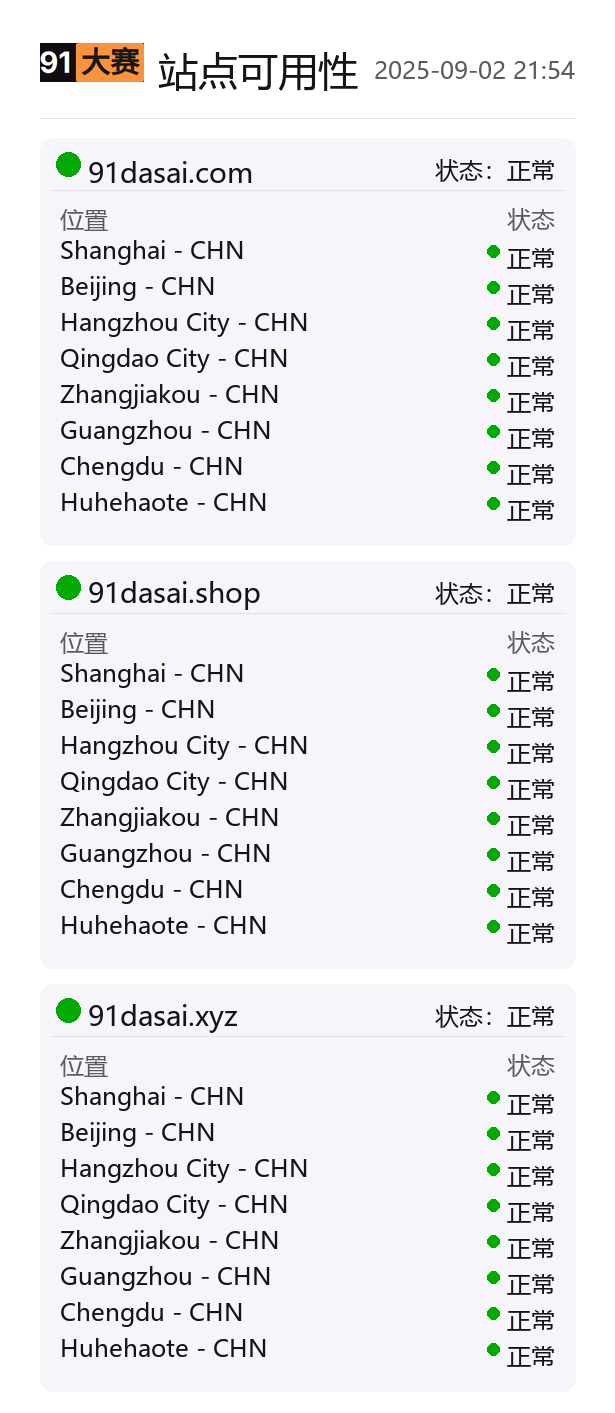 91大赛 站点可用性 2025-09-02 21:54
91dasai.com 状态：正常
位置 状态
Shanghai - CHN 正常
Beijing - CHN 正常
Hangzhou City - CHN 正常
Qingdao City - CHN 正常
Zhangjiakou - CHN 正常
Guangzhou - CHN 正常
Chengdu - CHN 正常
Huhehaote - CHN 正常
91dasai.shop 状态：正常
位置 状态
Shanghai - CHN 正常
Beijing - CHN 正常
Hangzhou City - CHN 正常
Qingdao City - CHN 正常
Zhangjiakou - CHN 正常
Guangzhou - CHN 正常
Chengdu - CHN 正常
Huhehaote - CHN 正常
91dasai.xyz 状态：正常
位置 状态
Shanghai - CHN 正常
Beijing - CHN 正常
Hangzhou City - CHN 正常
Qingdao City - CHN 正常
Zhangjiakou - CHN 正常
Guangzhou - CHN 正常
Chengdu - CHN 正常
Huhehaote - CHN 正常